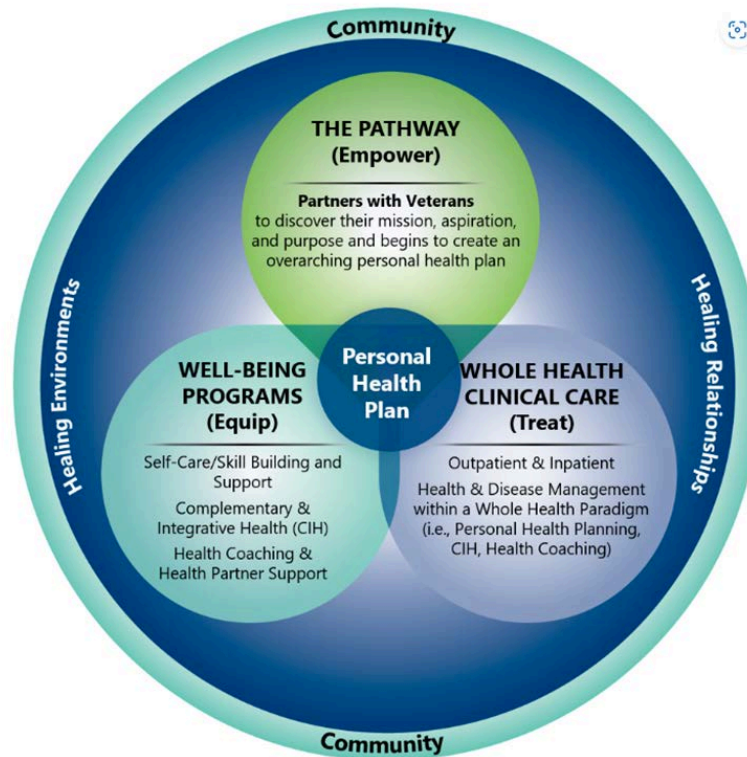 Community
THE PATHWAY
(Empower)
Partners with Veterans
to discover their mission, aspiration,
and purpose and begins to create an
overarching personal health plan
Healing Environments
Healing Relationships
Personal
Health
Plan
WELL-BEING
PROGRAMS
(Equip)
Self-Care/Skill Building and
Support
Complementary &
Integrative Health (CIH)
Health Coaching &
Health Partner Support
WHOLE HEALTH
CLINICAL CARE
(Treat)
Outpatient & Inpatient
Health & Disease Management
within a Whole Health Paradigm
(i.e., Personal Health Planning,
CIH, Health Coaching)
Community